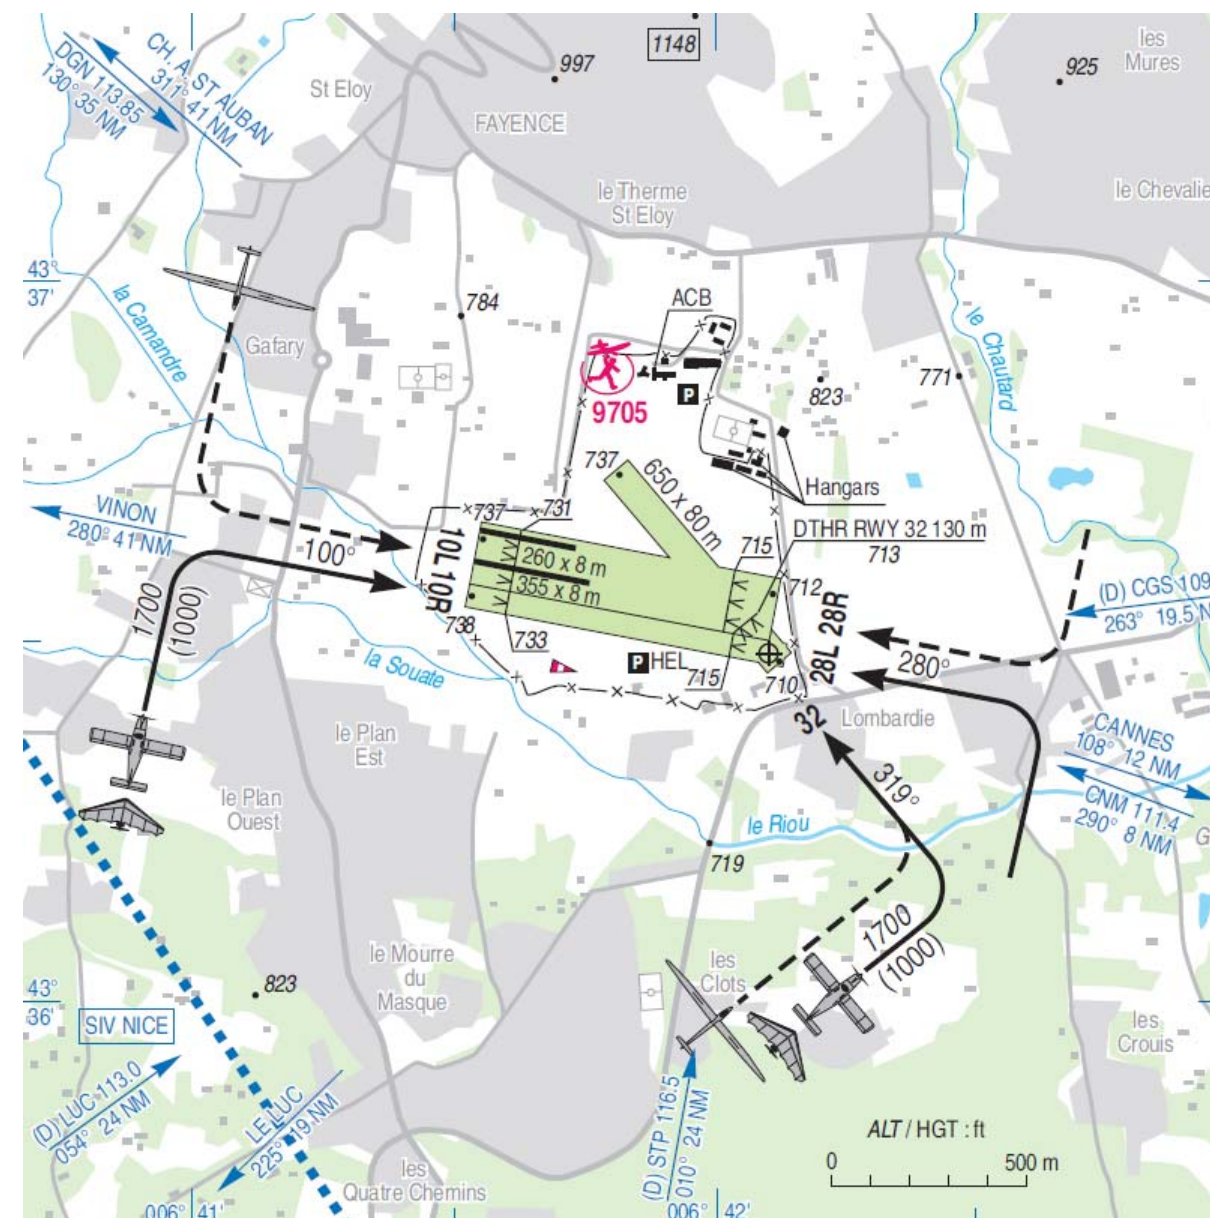 CH. A. ST AUBAN
311° 41 NM
DGN 113.85
130° 35 NM
St Eloy
997
1148
925
les
Mures
FAYENCE
le Therme
St Eloy
le Chevalie
43°
37'
la Camandre
784
Gafary
ACB
9705
P
823
771
le Chautard
Hangars
VINON
280° 41 NM
100°
10L 10R
737
731
737
650 x 80 m
260 x 8 m
355 x 8 m
738
733
715
DTHR RWY 32 130 m
713
712
28L 28R
(D) CGS 109
263° 19.5 N
280°
1700
(1000)
la Souate
P HEL
715
710
32
Lombardie
le Plan
Est
le Plan
Ouest
CANNES
108° 12 NM
CNM 111.4
290° 8 NM
G
319°
le Riou
719
1700
(1000)
le Mourre
du
Masque
les
Clots
823
43°
36'
SIV NICE
les
Crouis
(D) LUC 113.0
054° 24 NM
LE LUC
225° 19 NM
(D) STP 116.5
010° 24 NM
ALT / HGT : ft
0 500 m
les
Quatre Chemins
006° 41'
006° 42'